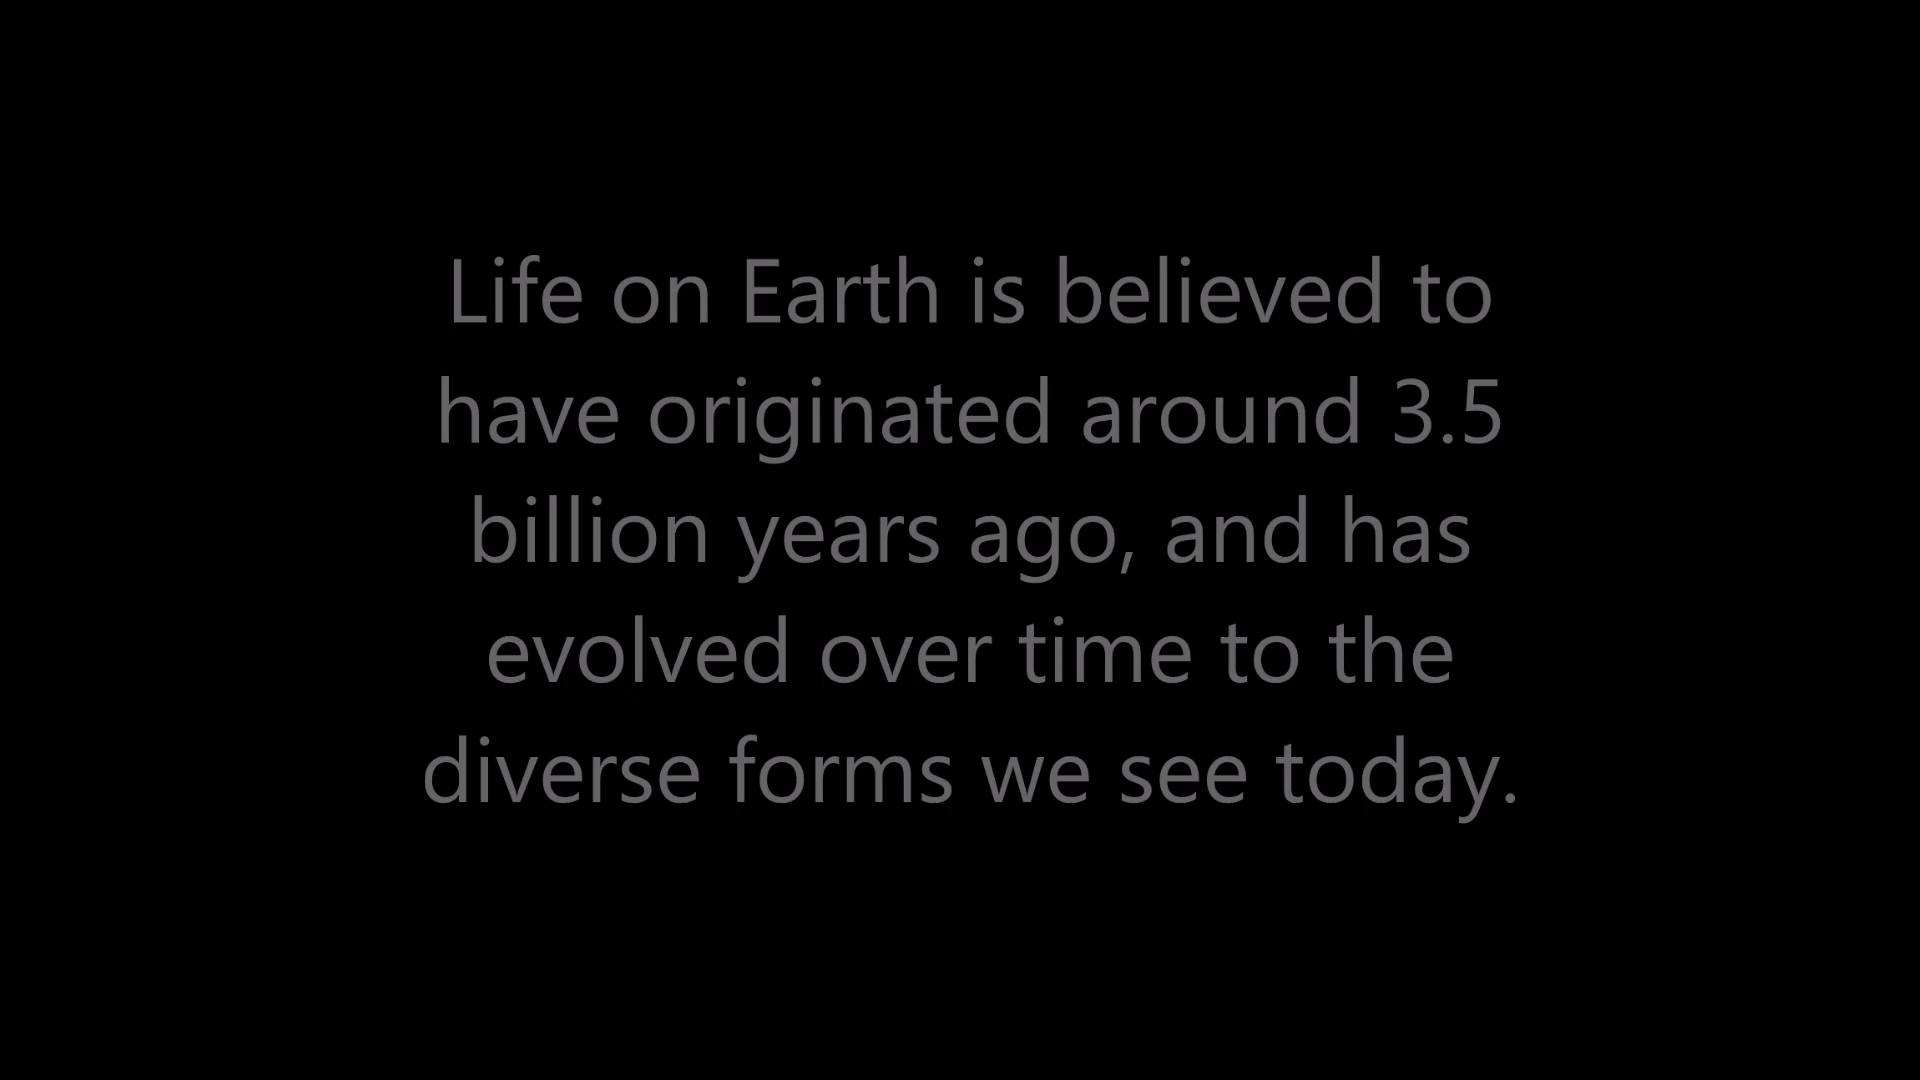 Life on Earth is believed to
have originated around 3.5
billion years ago, and has
evolved over time to the
diverse forms we see today.